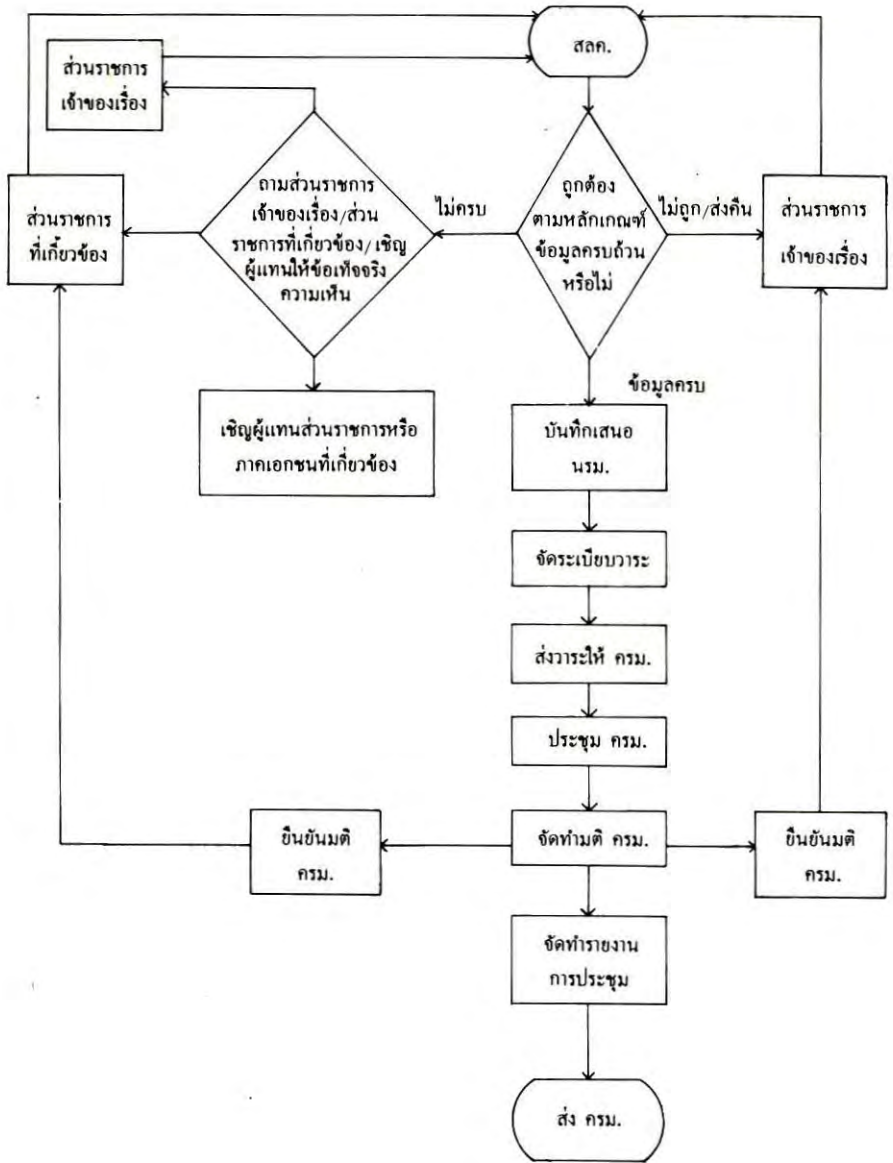 สลค.
ส่วนราชการ
เจ้าของเรื่อง
ถามส่วนราชการ
เจ้าของเรื่อง/ส่วน
ราชการที่เกี่ยวข้อง/เชิญ
ผู้แทนให้ข้อเท็จจริง
ความเห็น
ไม่ครบ
ถูกต้อง
ตามหลักเกณฑ์
ข้อมูลครบถ้วน
หรือไม่
ไม่ถูก/ส่งคืน
ส่วนราชการ
เจ้าของเรื่อง
ส่วนราชการ
ที่เกี่ยวข้อง
ข้อมูลครบ
เชิญผู้แทนส่วนราชการหรือ
ภาคเอกชนที่เกี่ยวข้อง
บันทึกเสนอ
นรม.
จัดระเบียบวาระ
ส่งวาระให้ ครม.
ประชุม ครม.
ยืนยันมติ
ครม.
จัดทำมติ ครม.
ยืนยันมติ
ครม.
จัดทำรายงาน
การประชุม
ส่ง ครม.